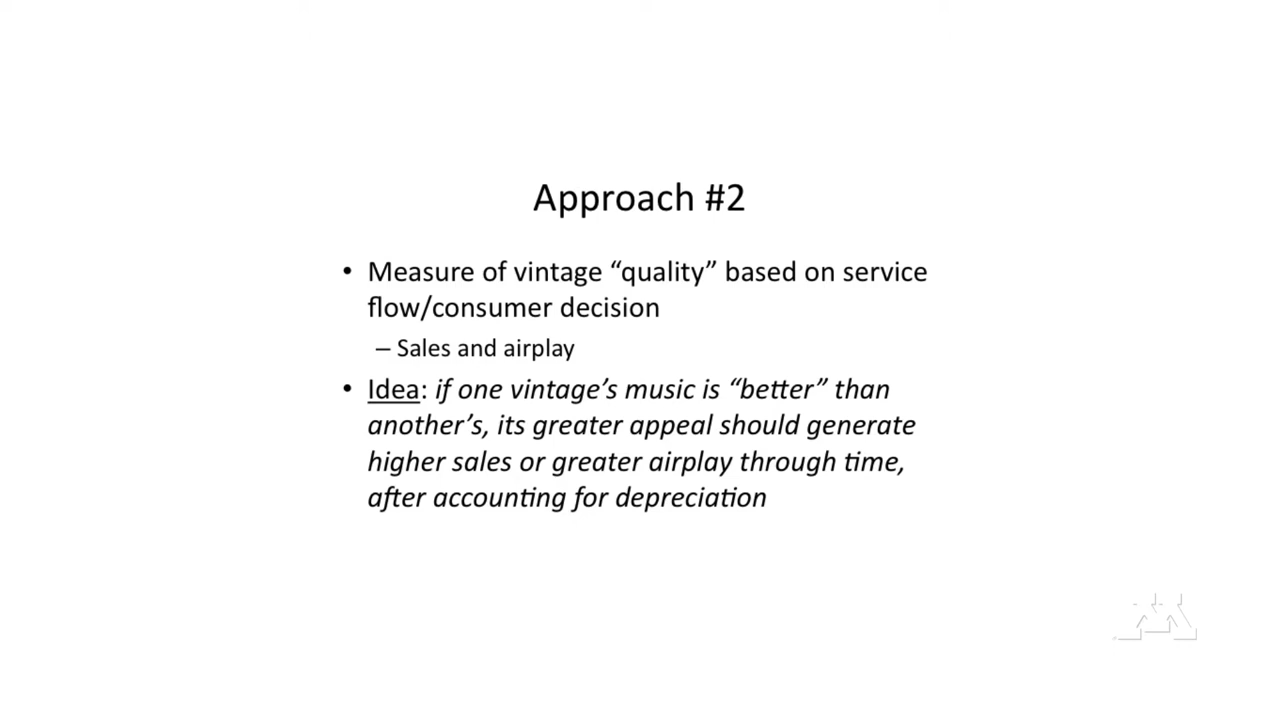 Approach #2
• Measure of vintage “quality” based on service
flow/consumer decision
– Sales and airplay
• Idea: if one vintage’s music is “better” than
another’s, its greater appeal should generate
higher sales or greater airplay through time,
after accounting for depreciation